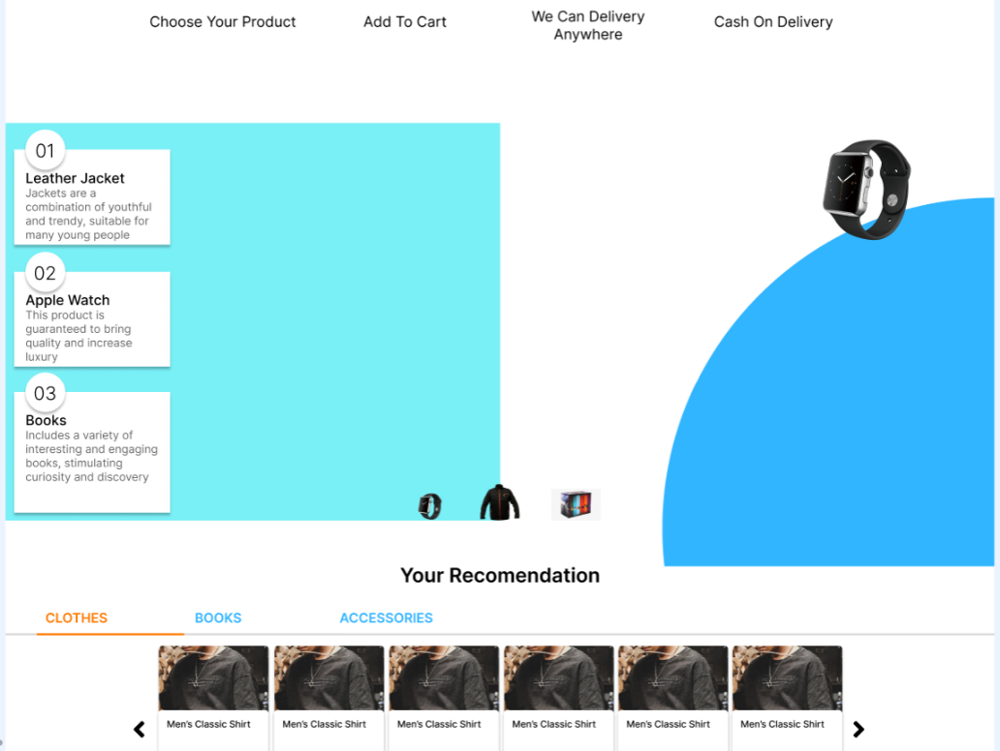 Choose Your Product
Add To Cart
We Can Delivery
Anywhere
Cash On Delivery
01
Leather Jacket
Jackets are a
combination of youthful
and trendy, suitable for
many young people
02
Apple Watch
This product is
guaranteed to bring
quality and increase
luxury
03
Books
Includes a variety of
interesting and engaging
books, stimulating
curiosity and discovery
Your Recomendation
CLOTHES
BOOKS
ACCESSORIES
Men's Classic Shirt
Men's Classic Shirt
Men's Classic Shirt
Men's Classic Shirt
Men's Classic Shirt
Men's Classic Shirt